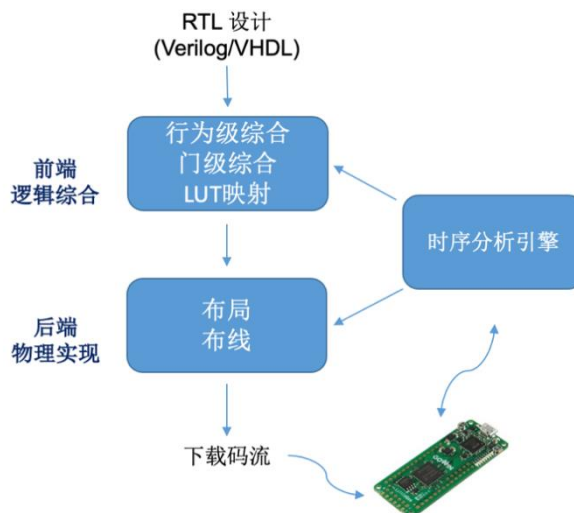 RTL 设计
(Verilog/VHDL)
前端
逻辑综合
行为级综合
门级综合
LUT映射
时序分析引擎
后端
物理实现
布局
布线
下载码流